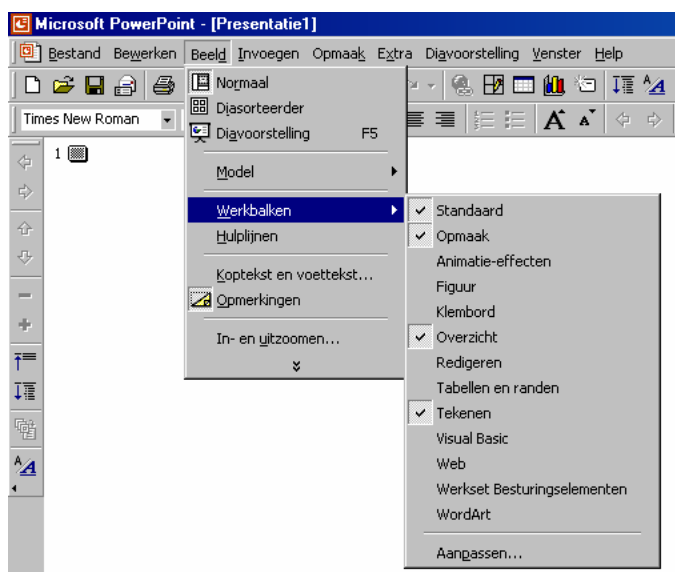 Microsoft PowerPoint - [Presentatie1]
Bestand Bewerken Beeld Invoegen Opmaak Extra Diavoorstelling Venster Help
Times New Roman
1
Normaal
Diasorteerder
Diavoorstelling F5
Model
Werkbalken
Hulplijnen
Koptekst en voettekst...
Opmerkingen
In- en uitzoomen...
Standaard
Opmaak
Animatie-effecten
Figuur
Klembord
Overzicht
Redigeren
Tabellen en randen
Tekenen
Visual Basic
Web
Werkset Besturingselementen
WordArt
Aanpassen...